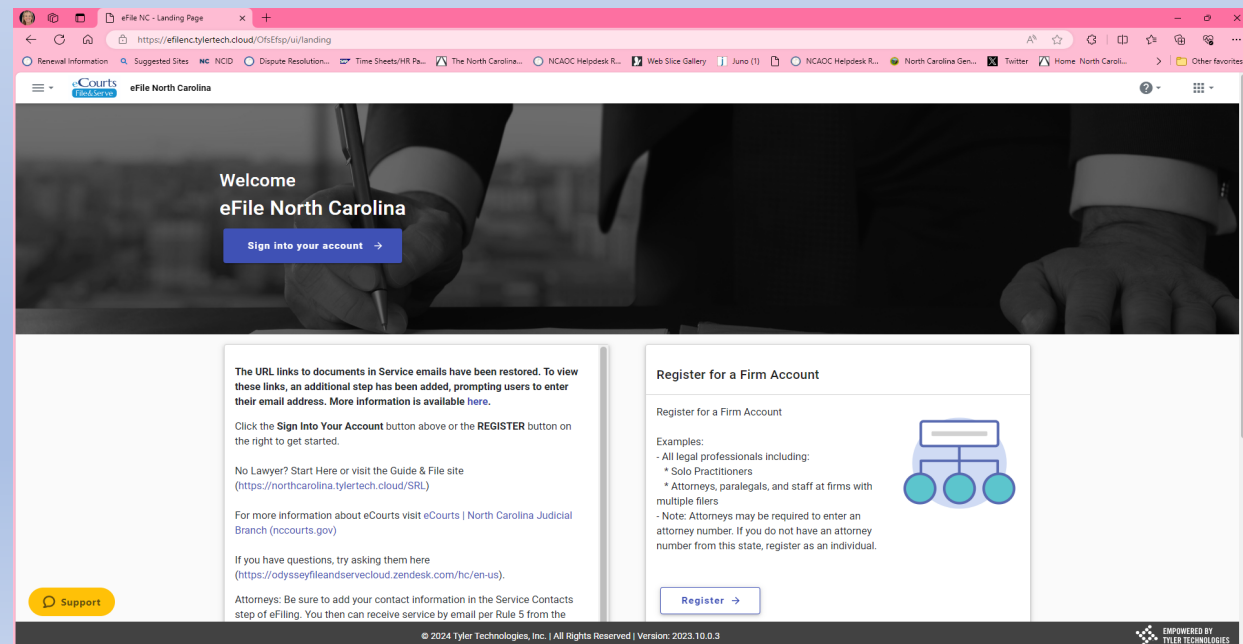 eFile NC - Landing Page
https://efilenc.tylertech.cloud/OfsEfsp/ui/landing
Renewal Information Suggested Sites NC NCID Dispute Resolution... Time Sheets/HR Pa... The North Carolina... NCAOC Helpdesk R... Web Slice Gallery Juno (1) NCAOC Helpdesk R... North Carolina Gen... Twitter Home North Caroli... Other favorites
eCourts
File&Serve
eFile North Carolina
Welcome
eFile North Carolina
Sign into your account →
The URL links to documents in Service emails have been restored. To view
these links, an additional step has been added, prompting users to enter
their email address. More information is available here.
Click the Sign Into Your Account button above or the REGISTER button on
the right to get started.
No Lawyer? Start Here or visit the Guide & File site
(https://northcarolina.tylertech.cloud/SRL)
For more information about eCourts visit eCourts | North Carolina Judicial
Branch (nccourts.gov)
If you have questions, try asking them here
(https://odysseyfileandservecloud.zendesk.com/hc/en-us).
Attorneys: Be sure to add your contact information in the Service Contacts
step of eFiling. You then can receive service by email per Rule 5 from the
Register for a Firm Account
Register for a Firm Account
Examples:
- All legal professionals including:
* Solo Practitioners
* Attorneys, paralegals, and staff at firms with
multiple filers
- Note: Attorneys may be required to enter an
attorney number. If you do not have an attorney
number from this state, register as an individual.
Register →
Support
© 2024 Tyler Technologies, Inc. | All Rights Reserved | Version: 2023.10.0.3
EMPOWERED BY
TYLER TECHNOLOGIES